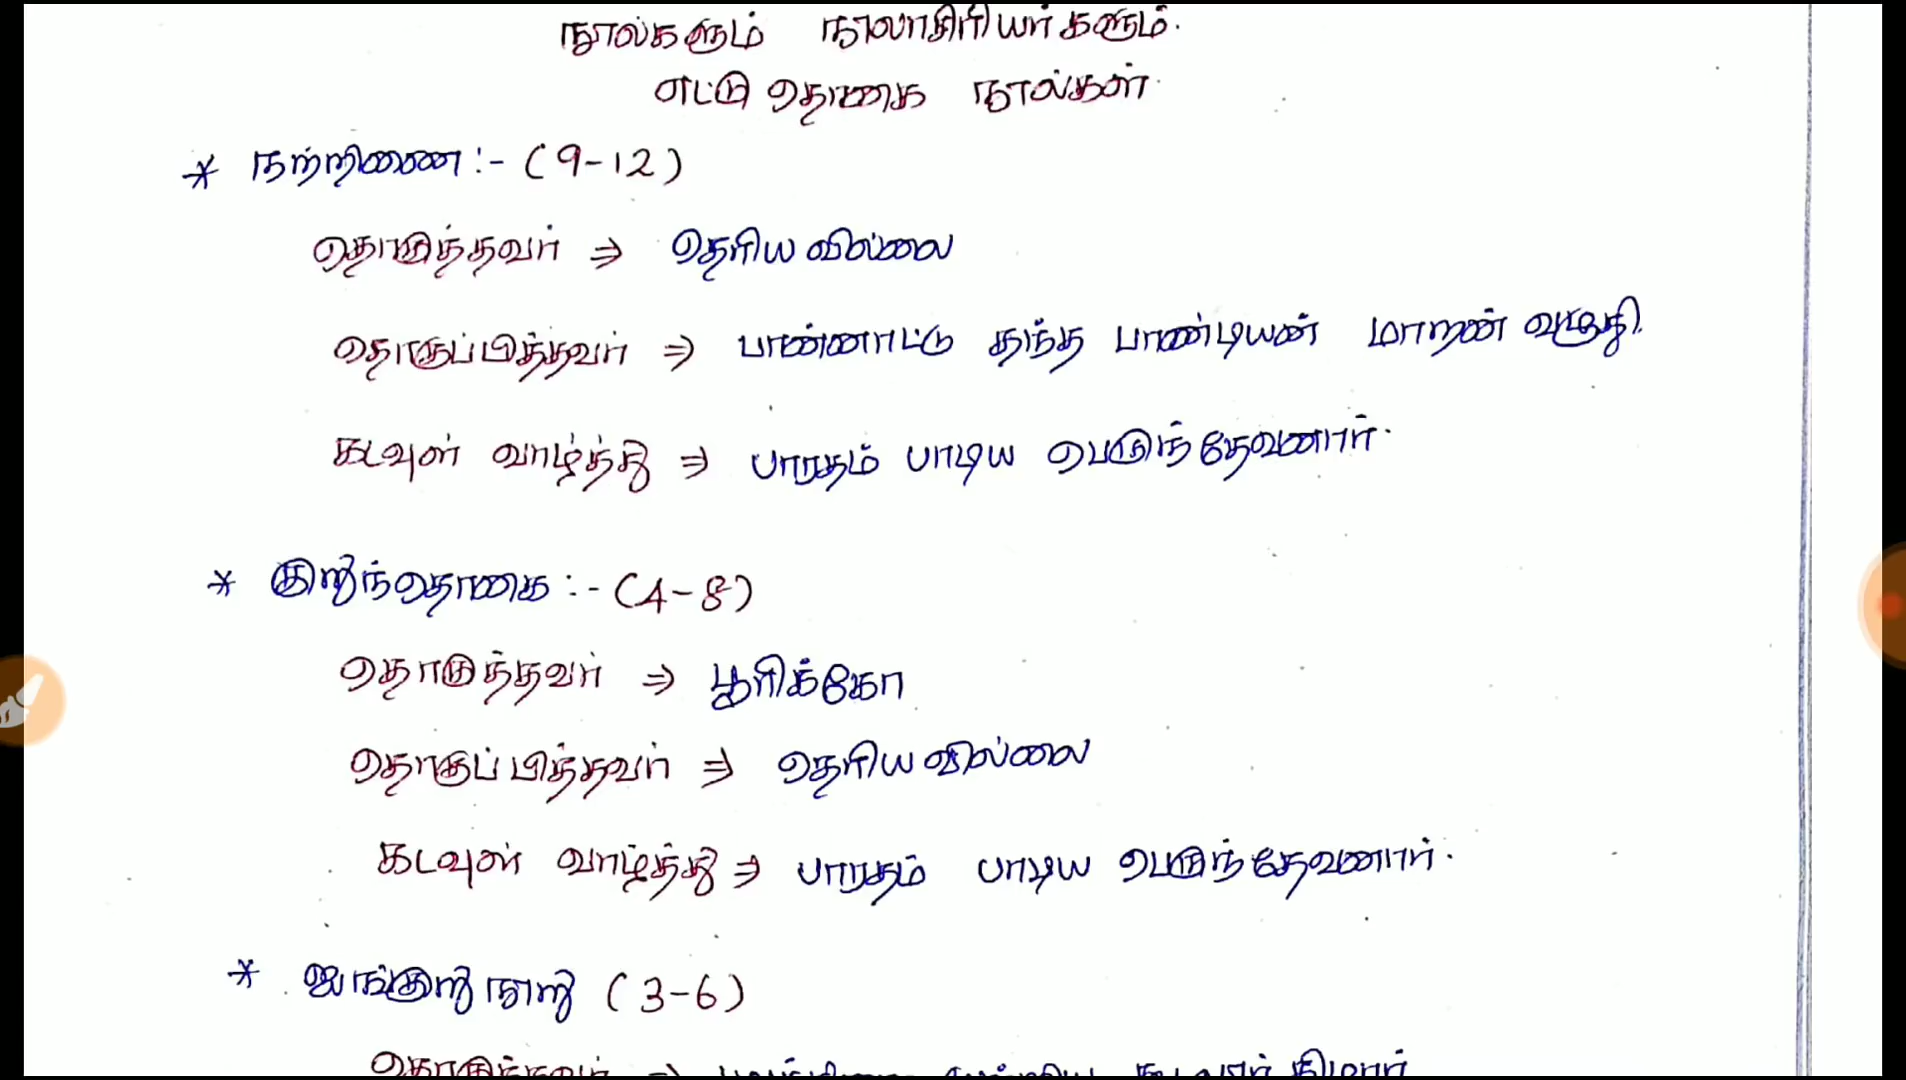 நூல்களும் நூலாசிரியர்களும்.
எட்டு தொகை நூல்கள்.
* நற்றிணை :- (9-12)
தொகுத்தவர் ⇒ தெரியவில்லை
தொகுப்பித்தவர் ⇒ பான்னாட்டு தந்த பாண்டியன் மாறன் வழுதி.
கடவுள் வாழ்த்து ⇒ பாரதம் பாடிய பெருந்தேவனார்.
* குறுந்தொகை :- (4-8)
தொகுத்தவர் ⇒ பூரிக்கோ
தொகுப்பித்தவர் ⇒ தெரியவில்லை
கடவுள் வாழ்த்து ⇒ பாரதம் பாடிய பெருந்தேவனார்.
* ஐங்குறுநூறு (3-6)
தொகுத்தவர் ⇒